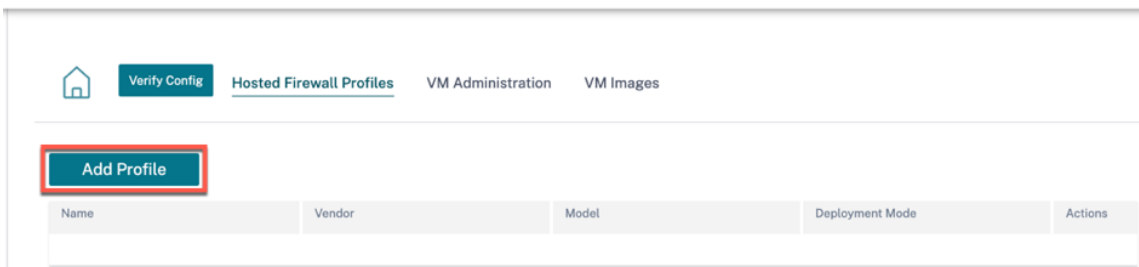 Verify Config Hosted Firewall Profiles VM Administration VM Images
Add Profile
Name Vendor Model Deployment Mode Actions